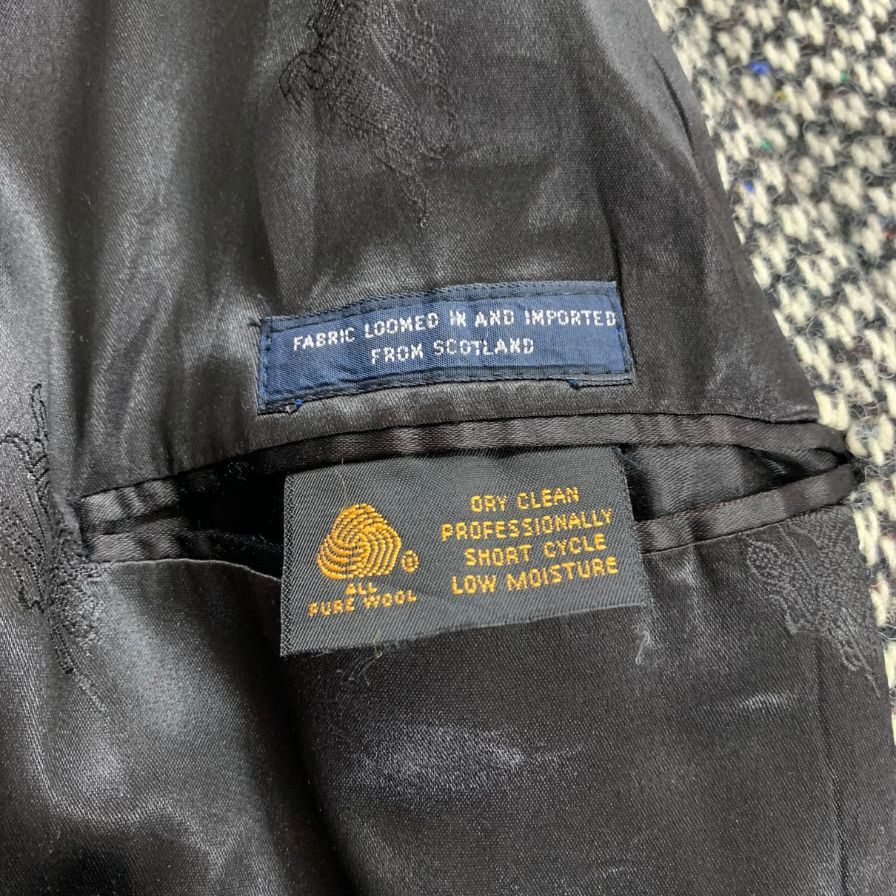 FABRIC LOOMED IN AND IMPORTED
FROM SCOTLAND
DRY CLEAN
PROFESSIONALLY
SHORT CYCLE
LOW MOISTURE
®
ALL
PURE WOOL